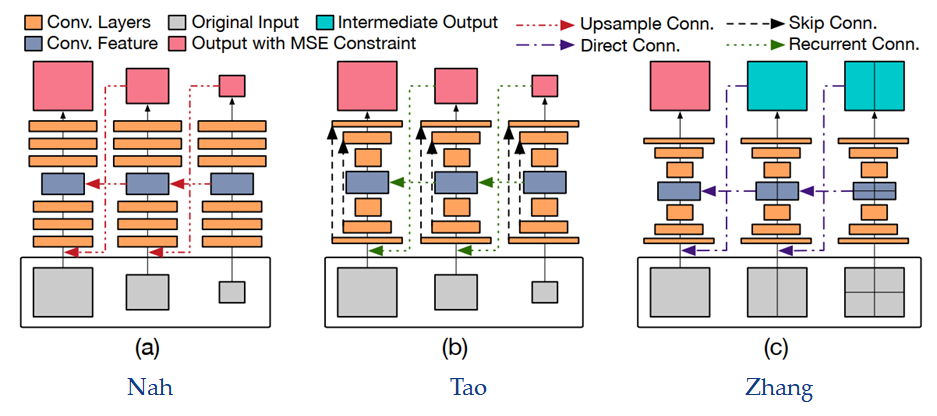 Conv. Layers Original Input Intermediate Output Upsample Conn. Skip Conn.
Conv. Feature Output with MSE Constraint Direct Conn. Recurrent Conn.
(a) (b) (c)
Nah Tao Zhang